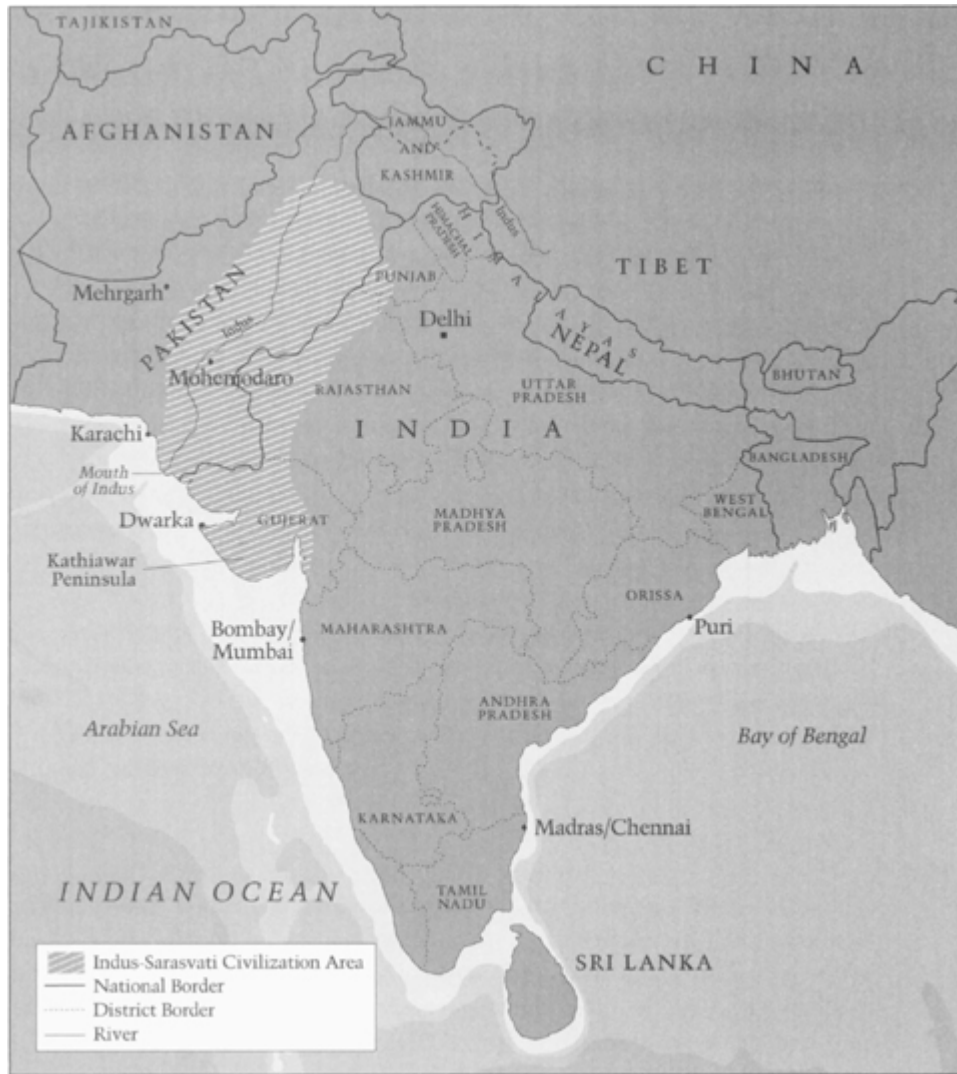 TAJIKISTAN
CHINA
AFGHANISTAN
JAMMU
AND
KASHMIR
HIMACHAL
PRADESH
Indus
HIMALAYAS
TIBET
PUNJAB
Mehrgarh
PAKISTAN
Indus
Delhi
NEPAL
BHUTAN
Mohenjodaro
RAJASTHAN
UTTAR
PRADESH
INDIA
Karachi
BANGLADESH
Mouth
of Indus
WEST
BENGAL
Dwarka
GUJERAT
MADHYA
PRADESH
Kathiawar
Peninsula
ORISSA
Puri
Bombay/
Mumbai
MAHARASHTRA
ANDHRA
PRADESH
Arabian Sea
Bay of Bengal
KARNATAKA
Madras/Chennai
INDIAN OCEAN
TAMIL
NADU
SRI LANKA
Indus-Sarasvati Civilization Area
National Border
District Border
River